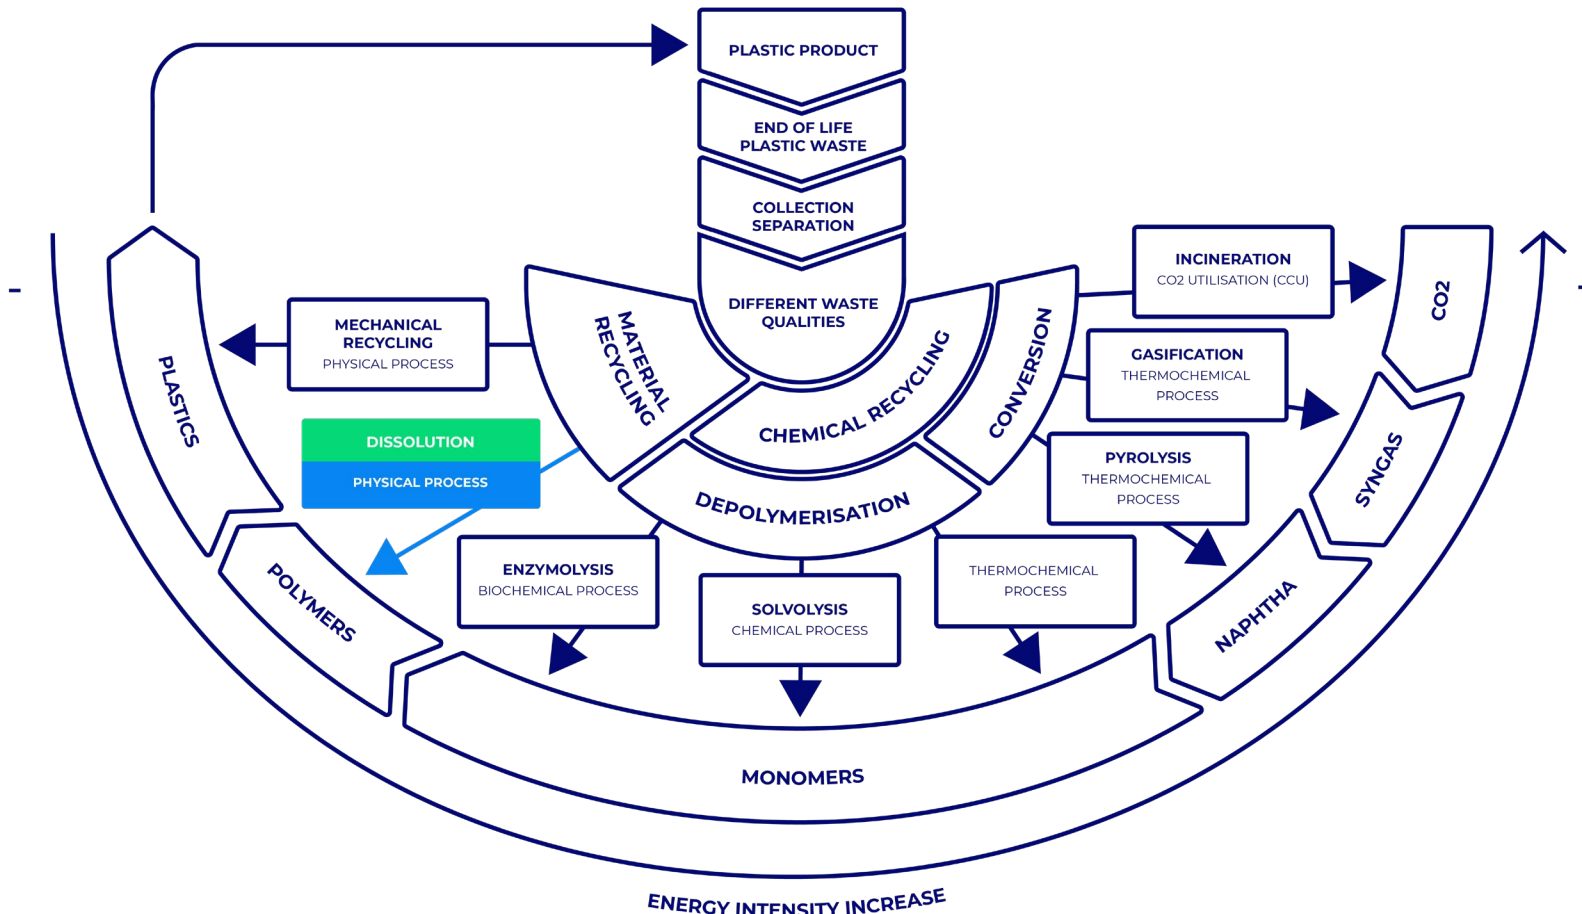 PLASTIC PRODUCT
END OF LIFE
PLASTIC WASTE
COLLECTION
SEPARATION
DIFFERENT WASTE
QUALITIES
MATERIAL
RECYCLING
CHEMICAL RECYCLING
CONVERSION
DEPOLYMERISATION
MECHANICAL
RECYCLING
PHYSICAL PROCESS
DISSOLUTION
PHYSICAL PROCESS
ENZYMOLYSIS
BIOCHEMICAL PROCESS
SOLVOLYSIS
CHEMICAL PROCESS
THERMOCHEMICAL
PROCESS
PYROLYSIS
THERMOCHEMICAL
PROCESS
GASIFICATION
THERMOCHEMICAL
PROCESS
INCINERATION
CO2 UTILISATION (CCU)
PLASTICS
POLYMERS
MONOMERS
NAPHTHA
SYNGAS
CO2
ENERGY INTENSITY INCREASE